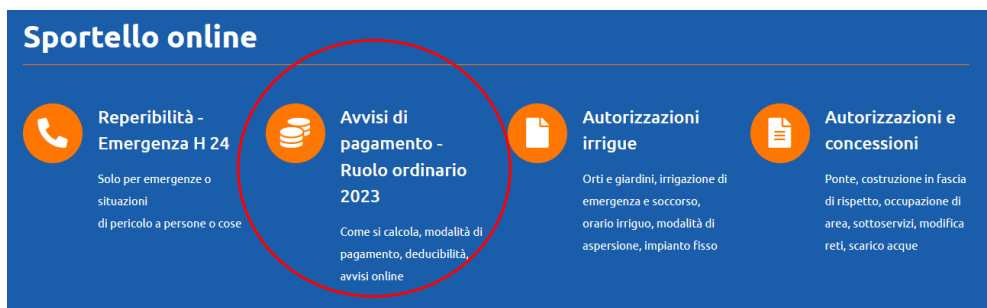 Sportello online
Reperibilità -
Emergenza H 24
Solo per emergenze o
situazioni
di pericolo a persone o cose
Avvisi di
pagamento -
Ruolo ordinario
2023
Come si calcola, modalità di
pagamento, deducibilità,
avvisi online
Autorizzazioni
irrigue
Orti e giardini, irrigazione di
emergenza e soccorso,
orario irriguo, modalità di
aspersione, impianto fisso
Autorizzazioni e
concessioni
Ponte, costruzione in fascia
di rispetto, occupazione di
area, sottoservizi, modifica
reti, scarico acque